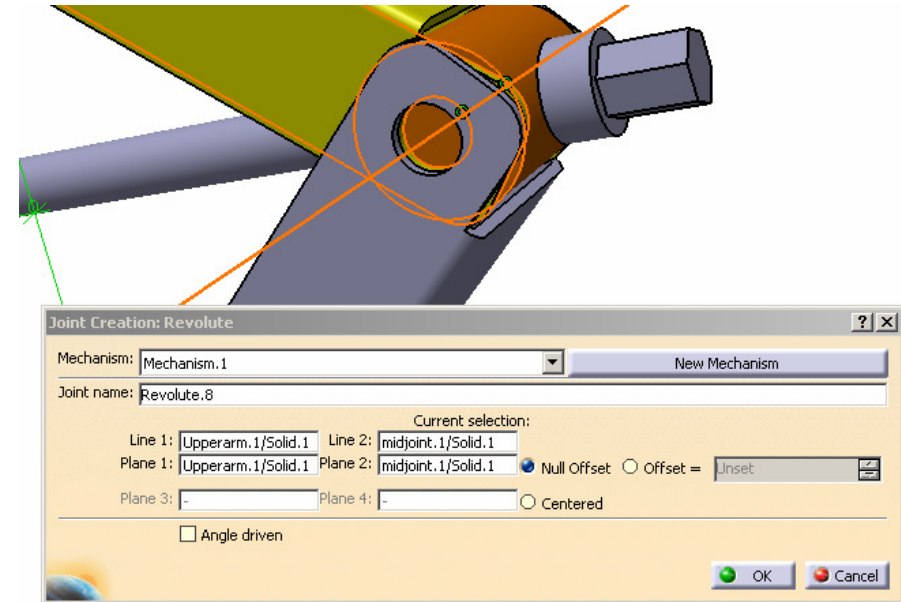 Joint Creation: Revolute ? X
Mechanism: Mechanism.1 New Mechanism
Joint name: Revolute.8
Current selection:
Line 1: Upperarm.1/Solid.1 Line 2: midjoint.1/Solid.1
Plane 1: Upperarm.1/Solid.1 Plane 2: midjoint.1/Solid.1 Null Offset Offset = Unset
Plane 3: - Plane 4: - Centered
Angle driven
OK Cancel